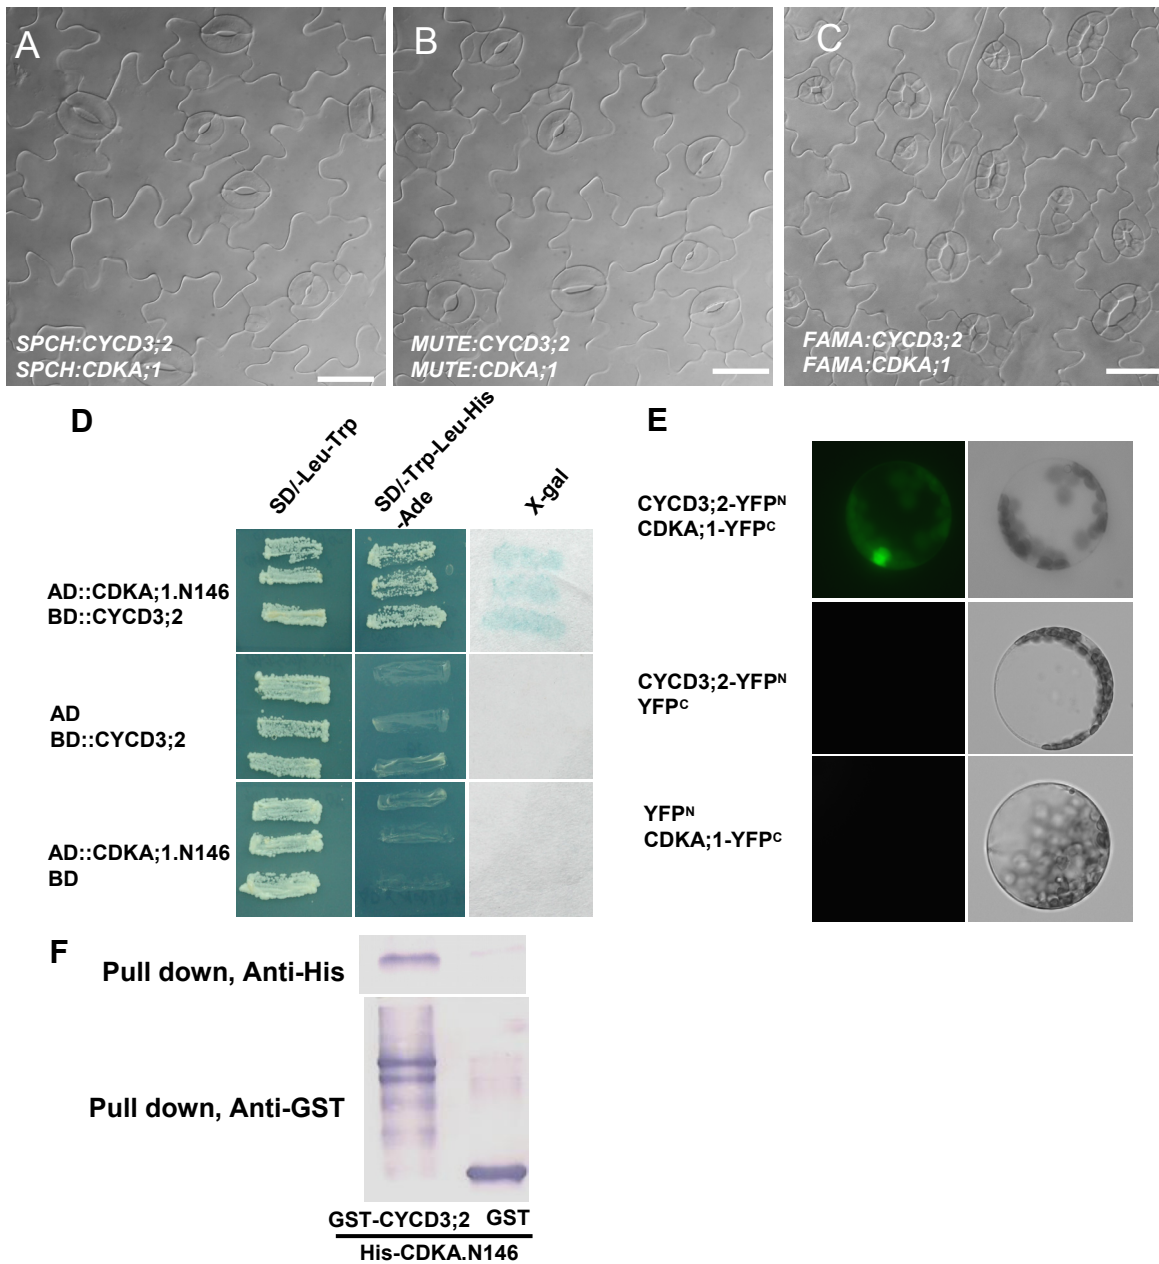 A
B
C
SPCH:CYCD3;2
SPCH:CDKA;1
MUTE:CYCD3;2
MUTE:CDKA;1
FAMA:CYCD3;2
FAMA:CDKA;1
D
SD/-Leu-Trp
SD/-Trp-Leu-His
-Ade
X-gal
AD::CDKA;1.N146
BD::CYCD3;2
AD
BD::CYCD3;2
AD::CDKA;1.N146
BD
E
CYCD3;2-YFPᴺ
CDKA;1-YFPᶜ
CYCD3;2-YFPᴺ
YFPᶜ
YFPᴺ
CDKA;1-YFPᶜ
F
Pull down, Anti-His
Pull down, Anti-GST
GST-CYCD3;2 GST
His-CDKA.N146